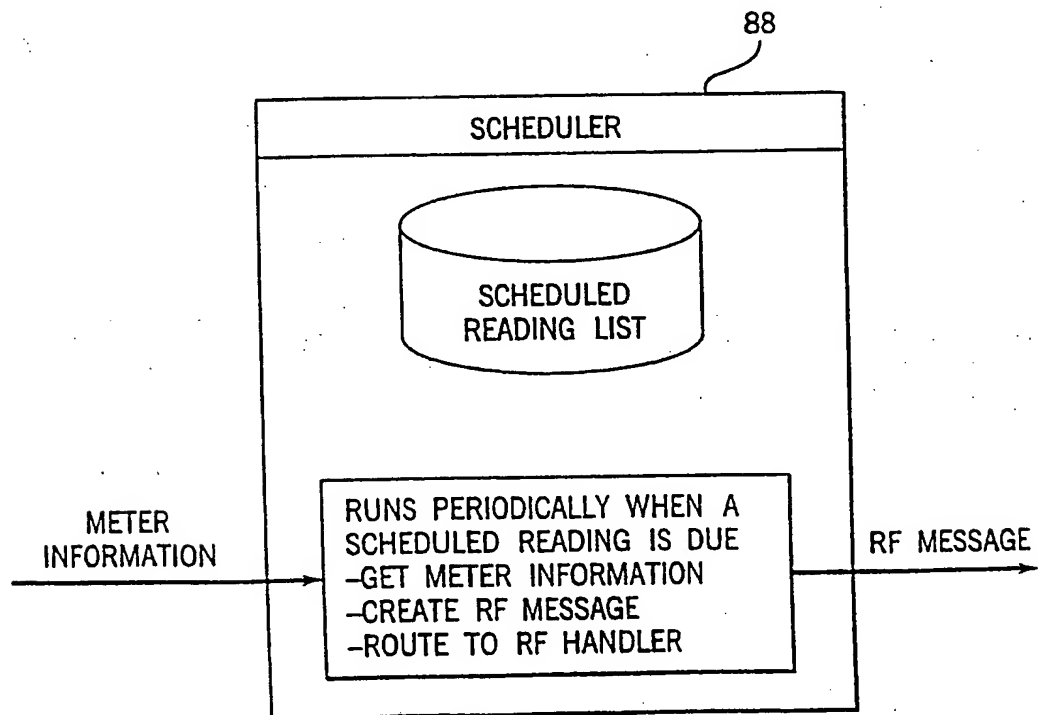 88
SCHEDULER
SCHEDULED
READING LIST
METER
INFORMATION
RUNS PERIODICALLY WHEN A
SCHEDULED READING IS DUE
–GET METER INFORMATION
–CREATE RF MESSAGE
–ROUTE TO RF HANDLER
RF MESSAGE